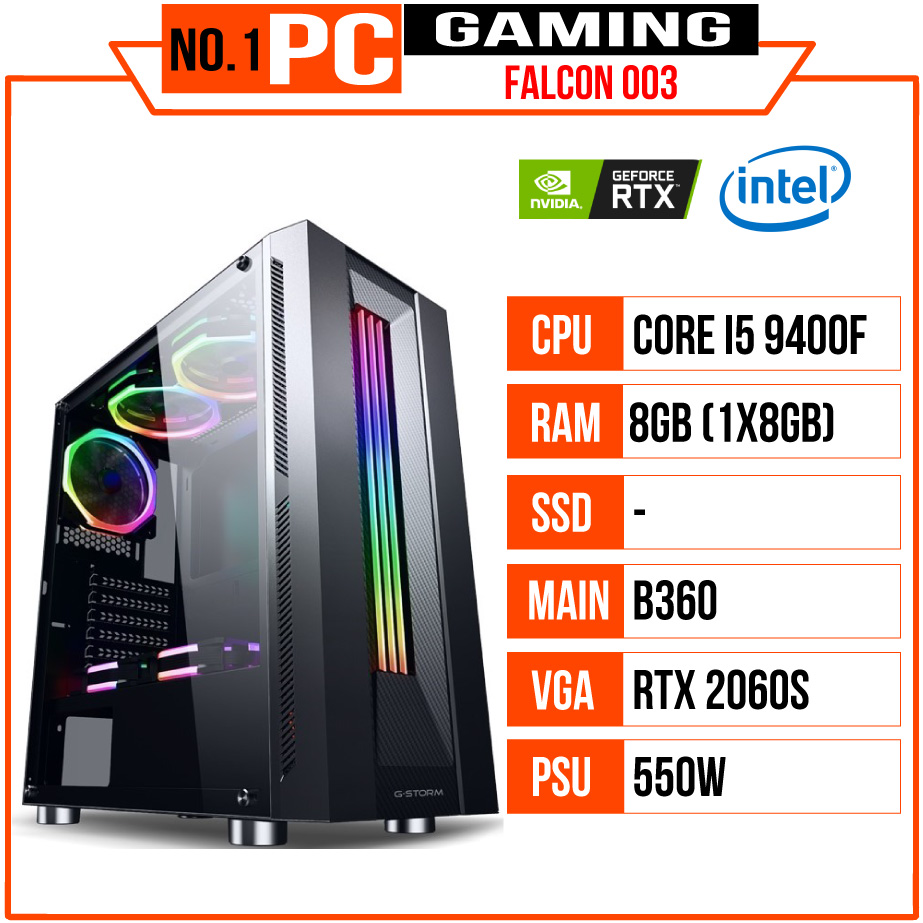 NO.1 PC GAMING
FALCON 003
NVIDIA. GEFORCE RTX™
intel®
CPU CORE I5 9400F
RAM 8GB (1X8GB)
SSD -
MAIN B360
VGA RTX 2060S
PSU 550W
G-STORM